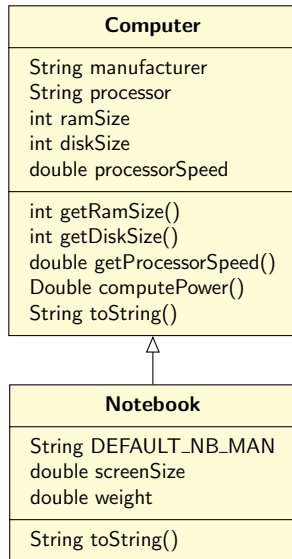 Computer
String manufacturer
String processor
int ramSize
int diskSize
double processorSpeed
int getRamSize()
int getDiskSize()
double getProcessorSpeed()
Double computePower()
String toString()
Notebook
String DEFAULT_NB_MAN
double screenSize
double weight
String toString()